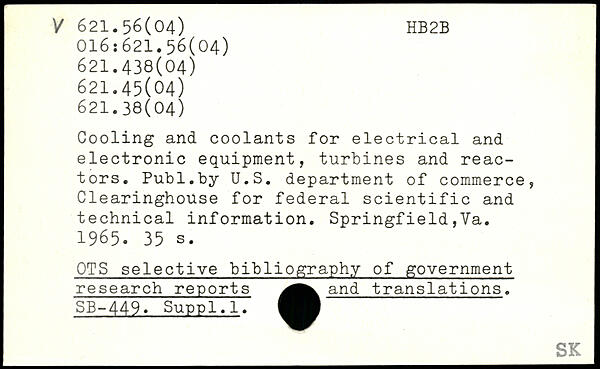 V 621.56(04) HB2B
016:621.56(04)
621.438(04)
621.45(04)
621.38(04)
Cooling and coolants for electrical and
electronic equipment, turbines and reac-
tors. Publ.by U.S. department of commerce,
Clearinghouse for federal scientific and
technical information. Springfield,Va.
1965. 35 s.
OTS selective bibliography of government
research reports and translations.
SB-449. Suppl.1.
SK